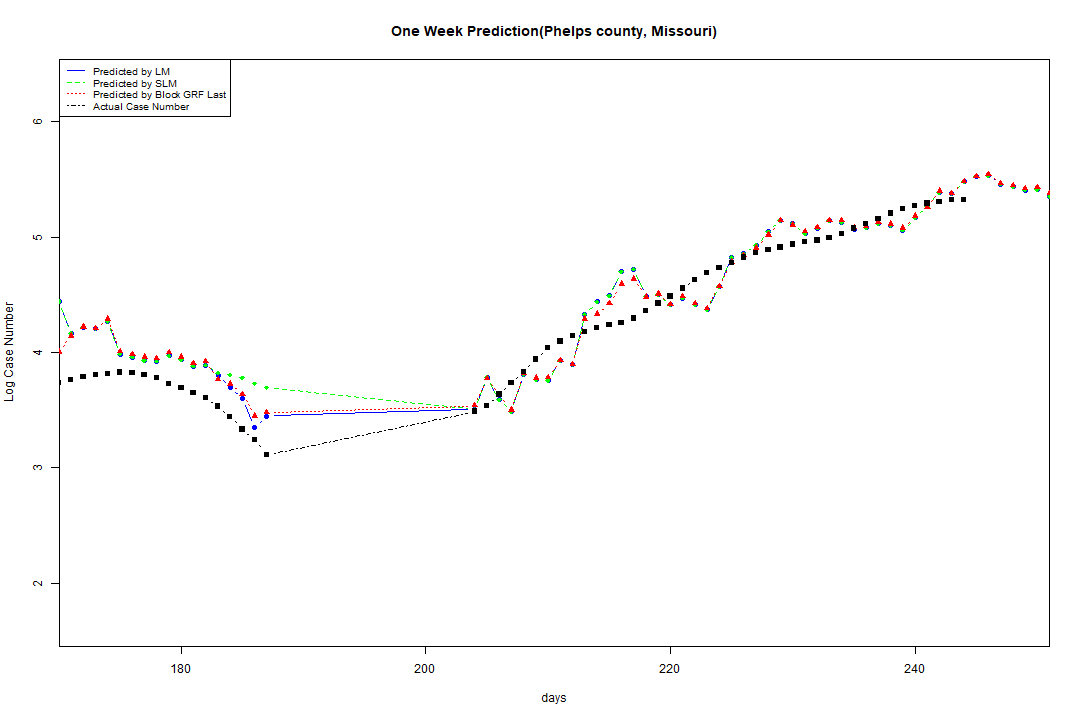 One Week Prediction(Phelps county, Missouri)
Predicted by LM
Predicted by SLM
Predicted by Block GRF Last
Actual Case Number
Log Case Number
6
5
4
3
2
180 200 220 240
days